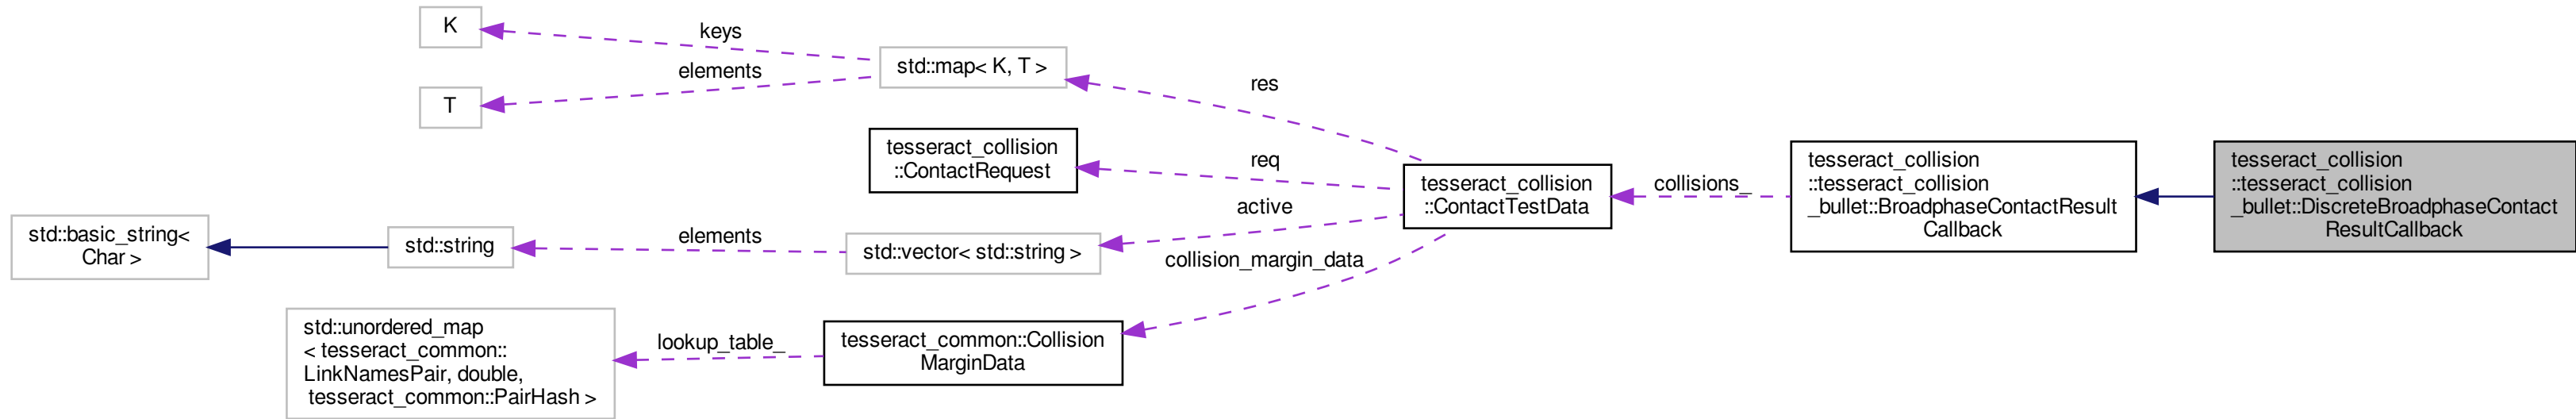 K
keys
std::map< K, T >
elements
T
res
tesseract_collision
::ContactRequest
req
tesseract_collision
::ContactTestData
active
collisions_
tesseract_collision
::tesseract_collision
_bullet::BroadphaseContactResult
Callback
tesseract_collision
::tesseract_collision
_bullet::DiscreteBroadphaseContact
ResultCallback
std::basic_string<
Char >
std::string
elements
std::vector< std::string >
collision_margin_data
std::unordered_map
< tesseract_common::
LinkNamesPair, double,
tesseract_common::PairHash >
lookup_table_
tesseract_common::Collision
MarginData